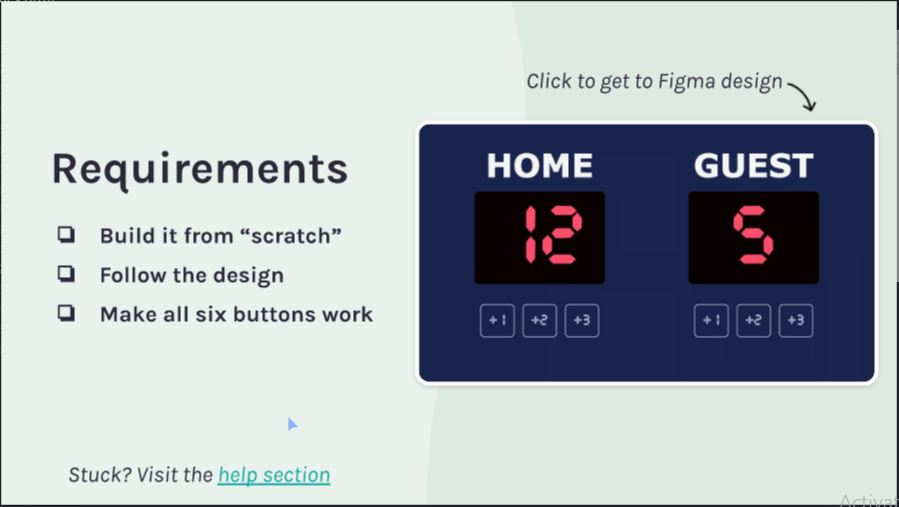 Click to get to Figma design
Requirements
Build it from “scratch”
Follow the design
Make all six buttons work
HOME GUEST
12 5
+1 +2 +3 +1 +2 +3
Stuck? Visit the help section